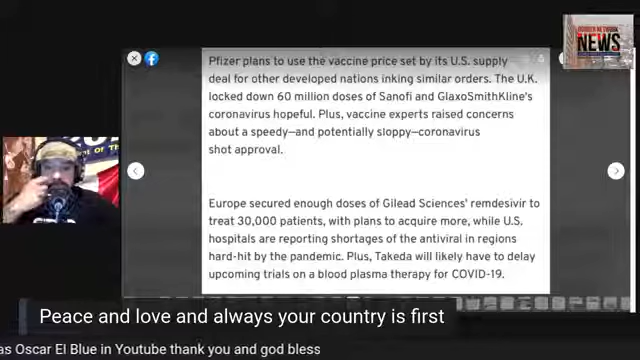 BORDER NETWORK
NEWS
Pfizer plans to use the vaccine price set by its U.S. supply
deal for other developed nations inking similar orders. The U.K.
locked down 60 million doses of Sanofi and GlaxoSmithKline's
coronavirus hopeful. Plus, vaccine experts raised concerns
about a speedy—and potentially sloppy—coronavirus
shot approval.
Europe secured enough doses of Gilead Sciences' remdesivir to
treat 30,000 patients, with plans to acquire more, while U.S.
hospitals are reporting shortages of the antiviral in regions
hard-hit by the pandemic. Plus, Takeda will likely have to delay
upcoming trials on a blood plasma therapy for COVID-19.
Peace and love and always your country is first
as Oscar El Blue in Youtube thank you and god bless